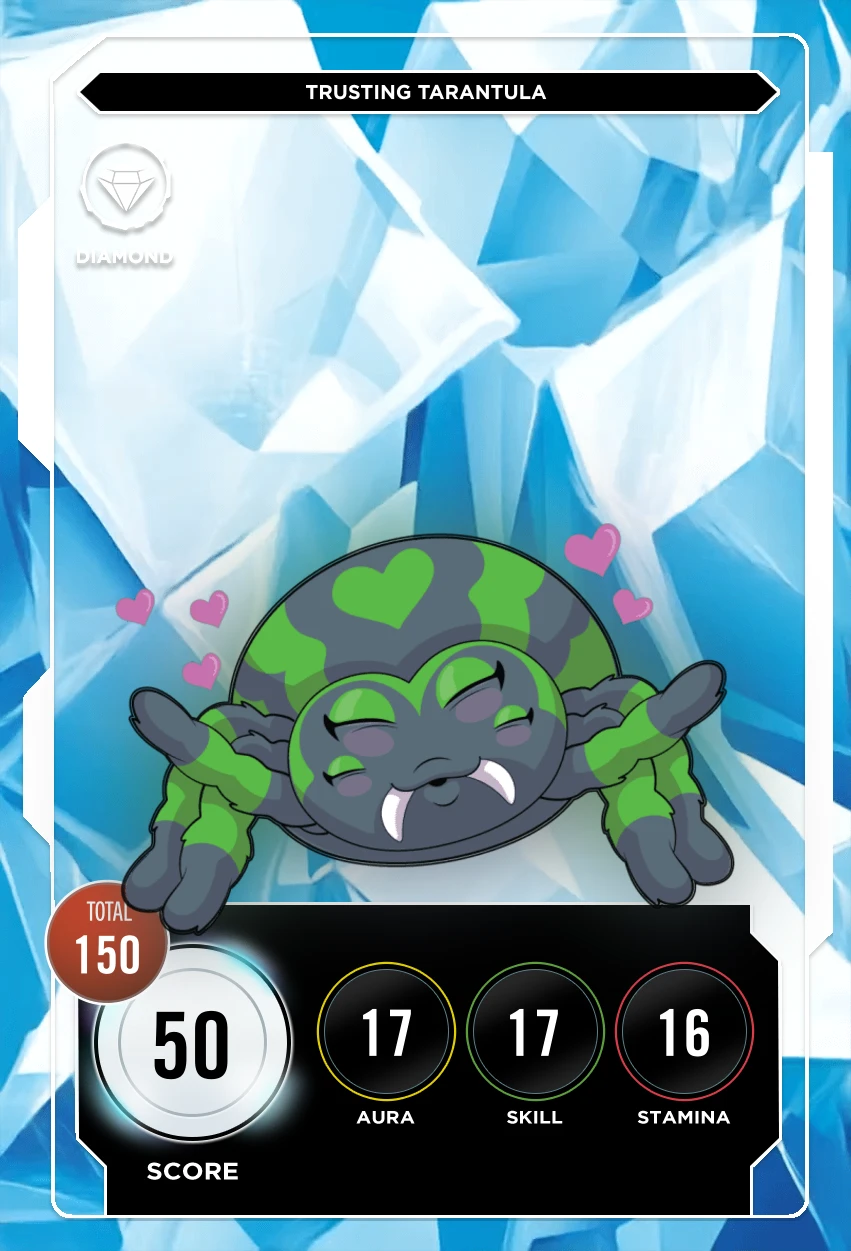 TRUSTING TARANTULA
DIAMOND
TOTAL
150
50
SCORE
17
AURA
17
SKILL
16
STAMINA